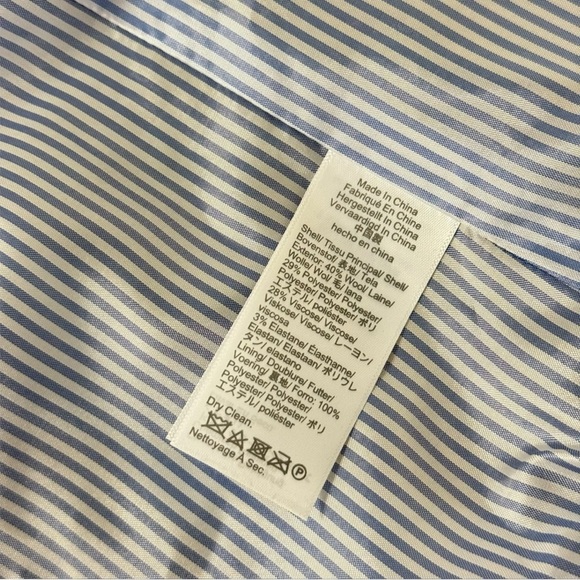 Made In China
Fabriqué En Chine
Hergestellt In China
Vervaardigd In China
中国製
hecho en China
Shell/ Tissu Principal/ Shell/
Bovenstof/ 表地/ Tela
Exterior: 40% Wool/ Laine/
Wolle/ Wol/ 毛/ lana
29% Polyester/ Polyester/
Polyester/ Polyester/ ポリ
エステル/ poliéster
28% Viscose/ Viscose/
Viskose/ Viscose/ レーヨン/
viscosa
3% Elastane/ Élasthanne/
Elastan/ Elastaan/ ポリウレ
タン/ elastano
Lining/ Doublure/ Futter/
Voering/ 裏地/ Forro: 100%
Polyester/ Polyester/
Polyester/ Polyester/ ポリ
エステル/ poliéster
Dry Clean.
P
Nettoyage À Sec.